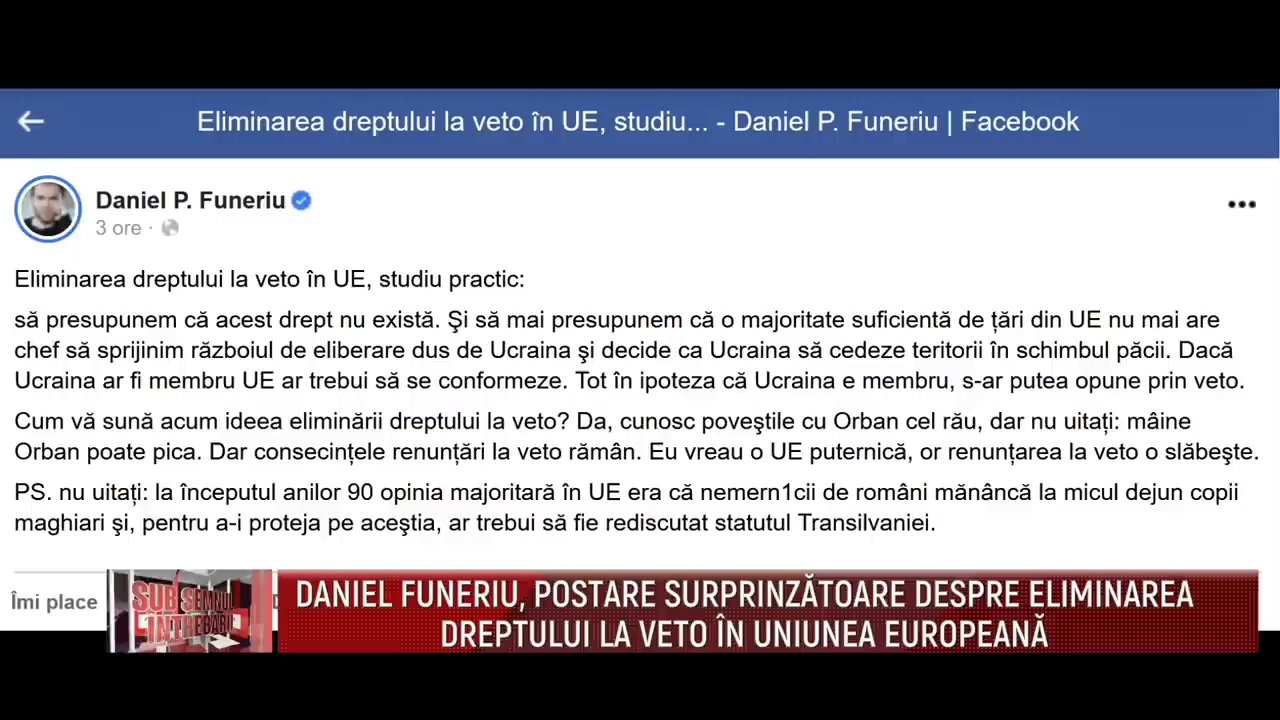 Eliminarea dreptului la veto în UE, studiu... - Daniel P. Funeriu | Facebook
Daniel P. Funeriu
3 ore ·
Eliminarea dreptului la veto în UE, studiu practic:
să presupunem că acest drept nu există. Şi să mai presupunem că o majoritate suficientă de țări din UE nu mai are
chef să sprijinim războiul de eliberare dus de Ucraina şi decide ca Ucraina să cedeze teritorii în schimbul păcii. Dacă
Ucraina ar fi membru UE ar trebui să se conformeze. Tot în ipoteza că Ucraina e membru, s-ar putea opune prin veto.
Cum vă sună acum ideea eliminării dreptului la veto? Da, cunosc poveştile cu Orban cel rău, dar nu uitați: mâine
Orban poate pica. Dar consecințele renunțări la veto rămân. Eu vreau o UE puternică, or renunțarea la veto o slăbeşte.
PS. nu uitați: la începutul anilor 90 opinia majoritară în UE era că nemern1cii de români mănâncă la micul dejun copii
maghiari şi, pentru a-i proteja pe aceştia, ar trebui să fie rediscutat statutul Transilvaniei.
Îmi place
SUB SEMNUL
ÎNTREBĂRII
DANIEL FUNERIU, POSTARE SURPRINZĂTOARE DESPRE ELIMINAREA
DREPTULUI LA VETO ÎN UNIUNEA EUROPEANĂ